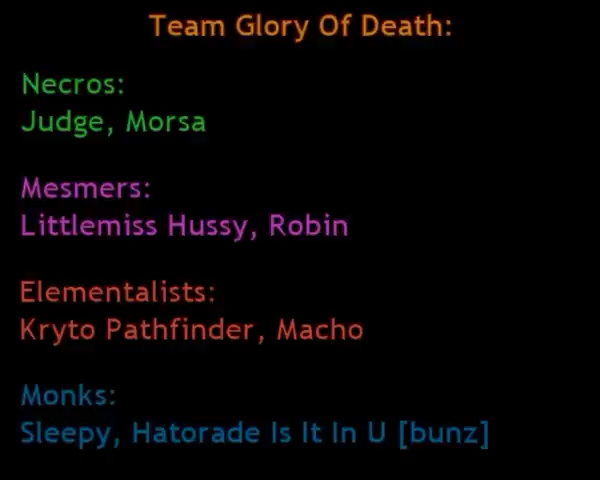 Team Glory Of Death:
Necros:
Judge, Morsa
Mesmers:
Littlemiss Hussy, Robin
Elementalists:
Kryto Pathfinder, Macho
Monks:
Sleepy, Hatorade Is It In U [bunz]